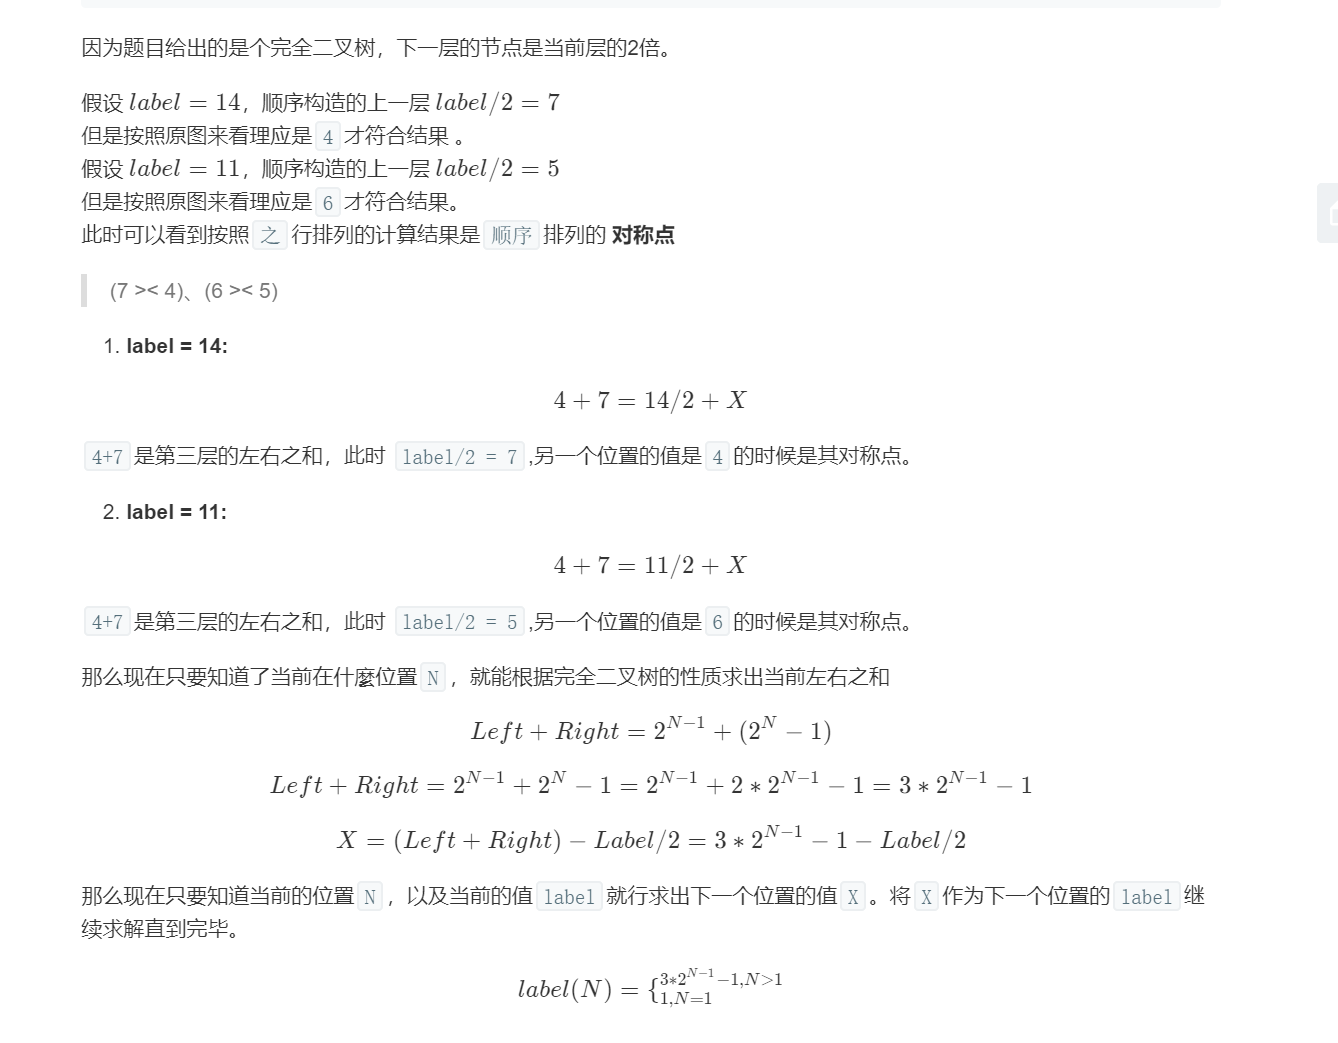 因为题目给出的是个完全二叉树，下一层的节点是当前层的2倍。
假设 label = 14，顺序构造的上一层 label/2 = 7
但是按照原图来看理应是 4 才符合结果 。
假设 label = 11，顺序构造的上一层 label/2 = 5
但是按照原图来看理应是 6 才符合结果。
此时可以看到按照 之 行排列的计算结果是 顺序 排列的 对称点
(7 >< 4)、(6 >< 5)
1. label = 14:
4 + 7 = 14/2 + X
4+7 是第三层的左右之和，此时 label/2 = 7 ,另一个位置的值是 4 的时候是其对称点。
2. label = 11:
4 + 7 = 11/2 + X
4+7 是第三层的左右之和，此时 label/2 = 5 ,另一个位置的值是 6 的时候是其对称点。
那么现在只要知道了当前在什麼位置 N ，就能根据完全二叉树的性质求出当前左右之和
Left + Right = 2^{N−1} + (2^N − 1)
Left + Right = 2^{N−1} + 2^N − 1 = 2^{N−1} + 2 ∗ 2^{N−1} − 1 = 3 ∗ 2^{N−1} − 1
X = (Left + Right) − Label/2 = 3 ∗ 2^{N−1} − 1 − Label/2
那么现在只要知道当前的位置 N ，以及当前的值 label 就行求出下一个位置的值 X 。将 X 作为下一个位置的 label 继
续求解直到完毕。
label(N) = {^{3∗2^{N−1}−1,N>1}_{1,N=1}